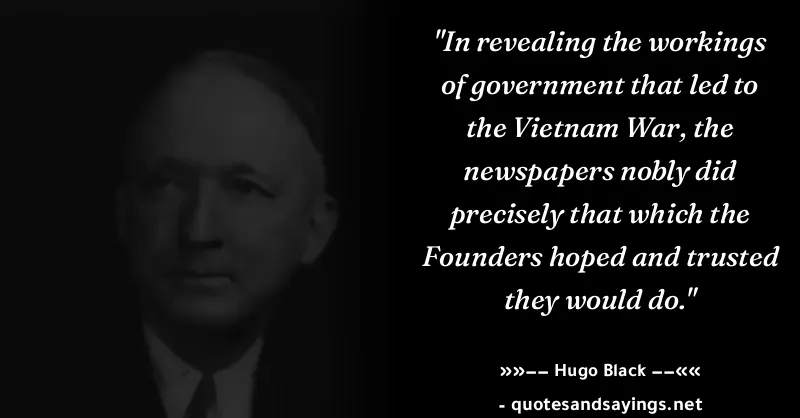 "In revealing the workings
of government that led to
the Vietnam War, the
newspapers nobly did
precisely that which the
Founders hoped and trusted
they would do."
»»−− Hugo Black −−««
- quotesandsayings.net